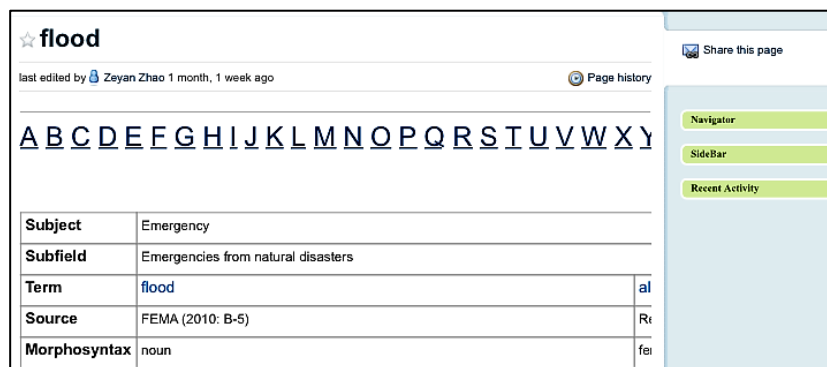 flood
Share this page
last edited by Zeyan Zhao 1 month, 1 week ago
Page history
A B C D E F G H I J K L M N O P Q R S T U V W X Y
Navigator
SideBar
Recent Activity
Subject Emergency
Subfield Emergencies from natural disasters
Term flood al
Source FEMA (2010: B-5)
Morphosyntax noun